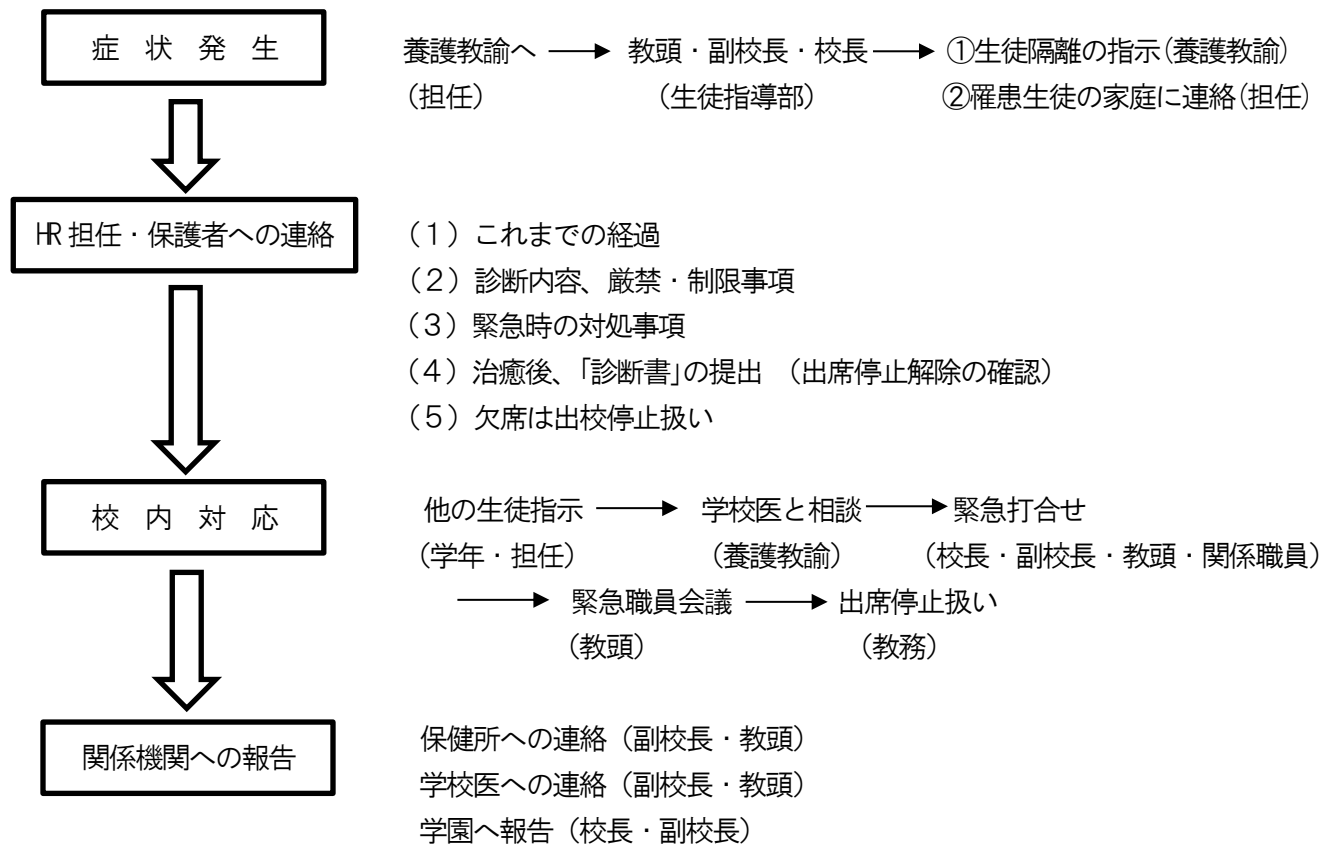 症 状 発 生
養護教諭へ → 教頭・副校長・校長 → ①生徒隔離の指示(養護教諭)
(担任) (生徒指導部) ②罹患生徒の家庭に連絡(担任)
HR担任・保護者への連絡
(1)これまでの経過
(2)診断内容、厳禁・制限事項
(3)緊急時の対処事項
(4)治癒後、「診断書」の提出 (出席停止解除の確認)
(5)欠席は出校停止扱い
校 内 対 応
他の生徒指示 → 学校医と相談 → 緊急打合せ
(学年・担任) (養護教諭) (校長・副校長・教頭・関係職員)
→ 緊急職員会議 → 出席停止扱い
(教頭) (教務)
関係機関への報告
保健所への連絡(副校長・教頭)
学校医への連絡(副校長・教頭)
学園へ報告(校長・副校長)